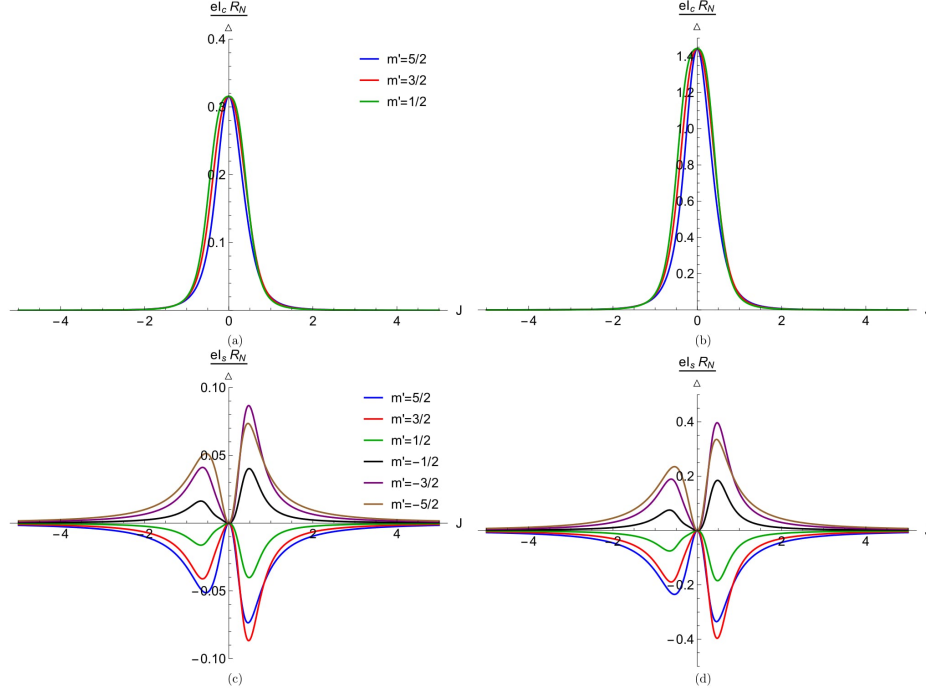 eI_c R_N
△
0.4
0.3
0.2
0.1
−4
−2
0
2
4
J
m'=5/2
m'=3/2
m'=1/2
(a)
eI_c R_N
△
1.4
1.2
1.0
0.8
0.6
0.4
0.2
−4
−2
0
2
4
(b)
eI_s R_N
△
0.10
0.05
−0.05
−0.10
−4
−2
2
4
J
m'=5/2
m'=3/2
m'=1/2
m'=−1/2
m'=−3/2
m'=−5/2
(c)
eI_s R_N
△
0.4
0.2
−0.2
−0.4
−4
−2
2
4
(d)